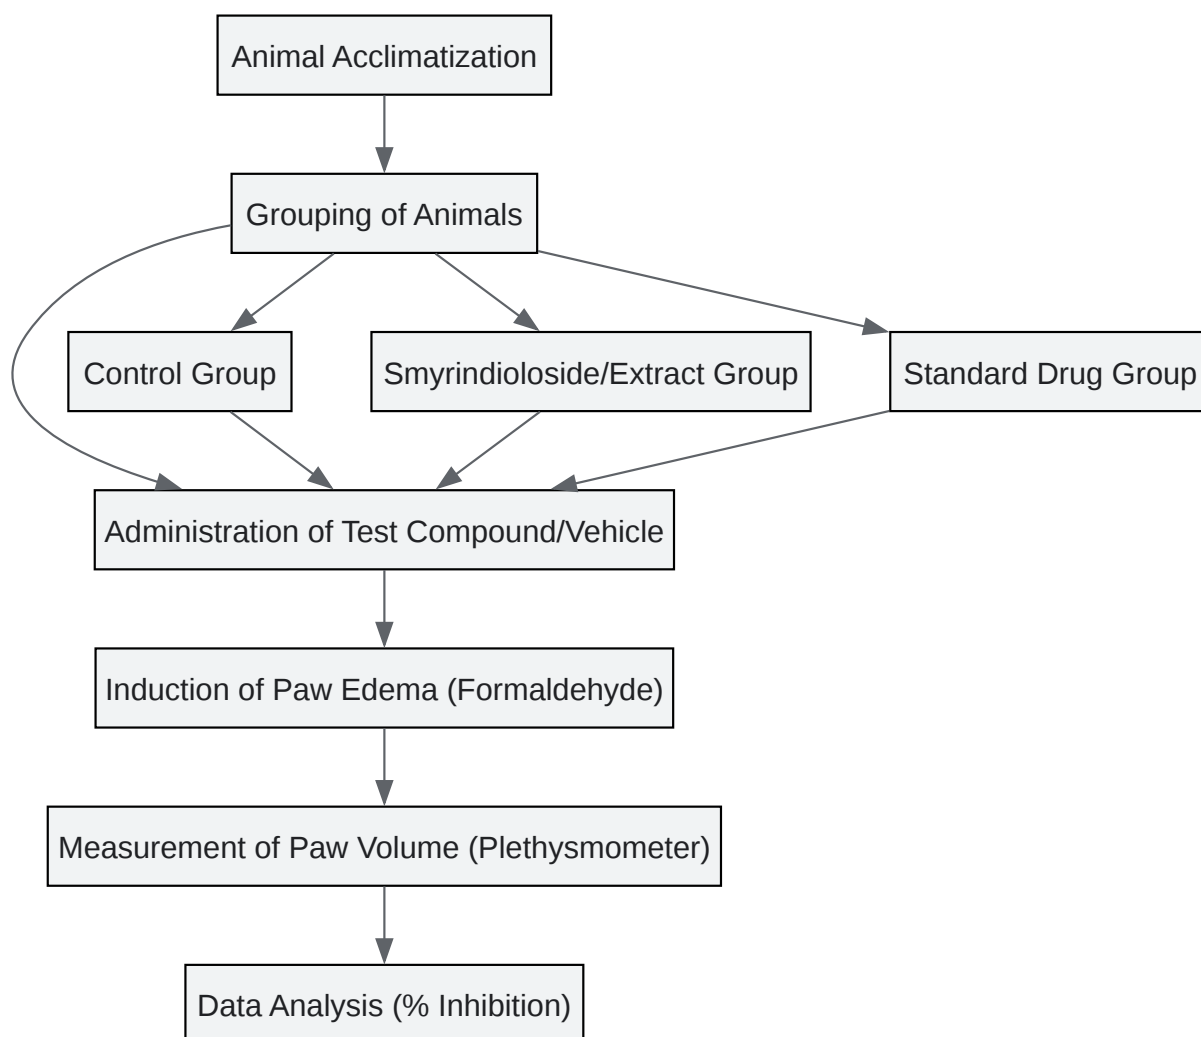 Animal Acclimatization
Grouping of Animals
Control Group
Smyrindioloside/Extract Group
Standard Drug Group
Administration of Test Compound/Vehicle
Induction of Paw Edema (Formaldehyde)
Measurement of Paw Volume (Plethysmometer)
Data Analysis (% Inhibition)